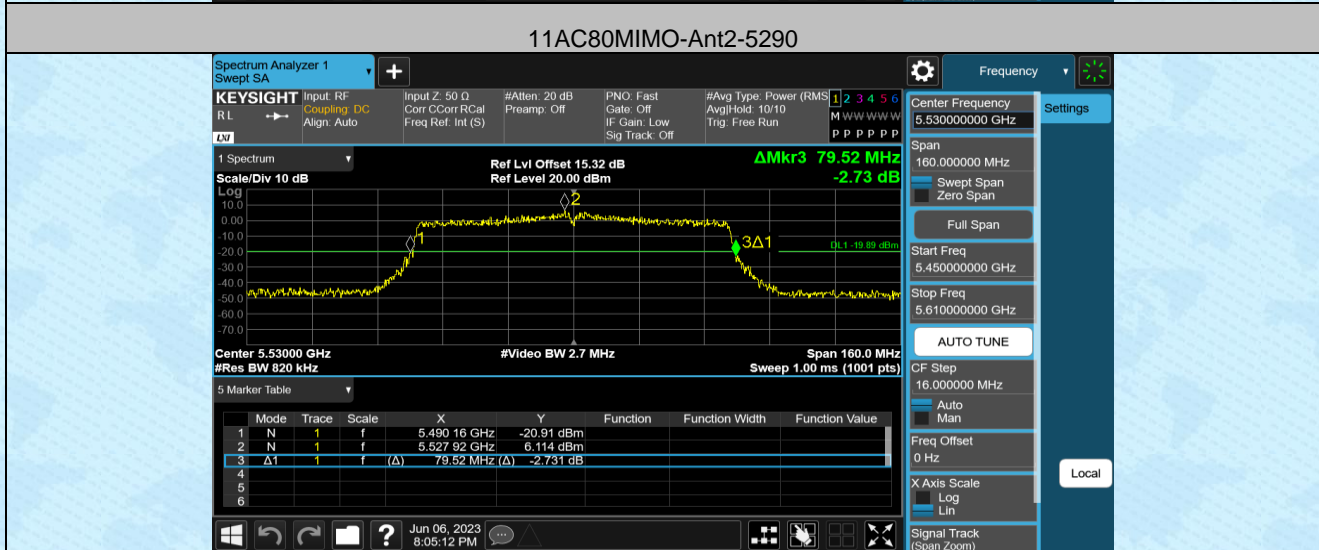 11AC80MIMO-Ant2-5290
Spectrum Analyzer 1
Swept SA
Frequency
KEYSIGHT
R L
LXI
Input: RF
Coupling: DC
Align: Auto
Input Z: 50 Ω
Corr CCorr RCal
Freq Ref: Int (S)
#Atten: 20 dB
Preamp: Off
PNO: Fast
Gate: Off
IF Gain: Low
Sig Track: Off
#Avg Type: Power (RMS
Avg|Hold: 10/10
Trig: Free Run
1 2 3 4 5 6
M W W W W W
P P P P P P
1 Spectrum
Scale/Div 10 dB
Ref Lvl Offset 15.32 dB
Ref Level 20.00 dBm
ΔMkr3 79.52 MHz
-2.73 dB
Log
10.0
0.00
-10.0
-20.0
-30.0
-40.0
-50.0
-60.0
-70.0
1
2
3Δ1
DL1 -19.89 dBm
Center 5.53000 GHz
#Res BW 820 kHz
#Video BW 2.7 MHz
Span 160.0 MHz
Sweep 1.00 ms (1001 pts)
5 Marker Table
Mode Trace Scale X Y Function Function Width Function Value
1 N 1 f 5.490 16 GHz -20.91 dBm
2 N 1 f 5.527 92 GHz 6.114 dBm
3 Δ1 1 f (Δ) 79.52 MHz (Δ) -2.731 dB
4
5
6
Jun 06, 2023
8:05:12 PM
Center Frequency
5.530000000 GHz
Settings
Span
160.000000 MHz
Swept Span
Zero Span
Full Span
Start Freq
5.450000000 GHz
Stop Freq
5.610000000 GHz
AUTO TUNE
CF Step
16.000000 MHz
Auto
Man
Freq Offset
0 Hz
X Axis Scale
Log
Lin
Signal Track
(Span Zoom)
Local